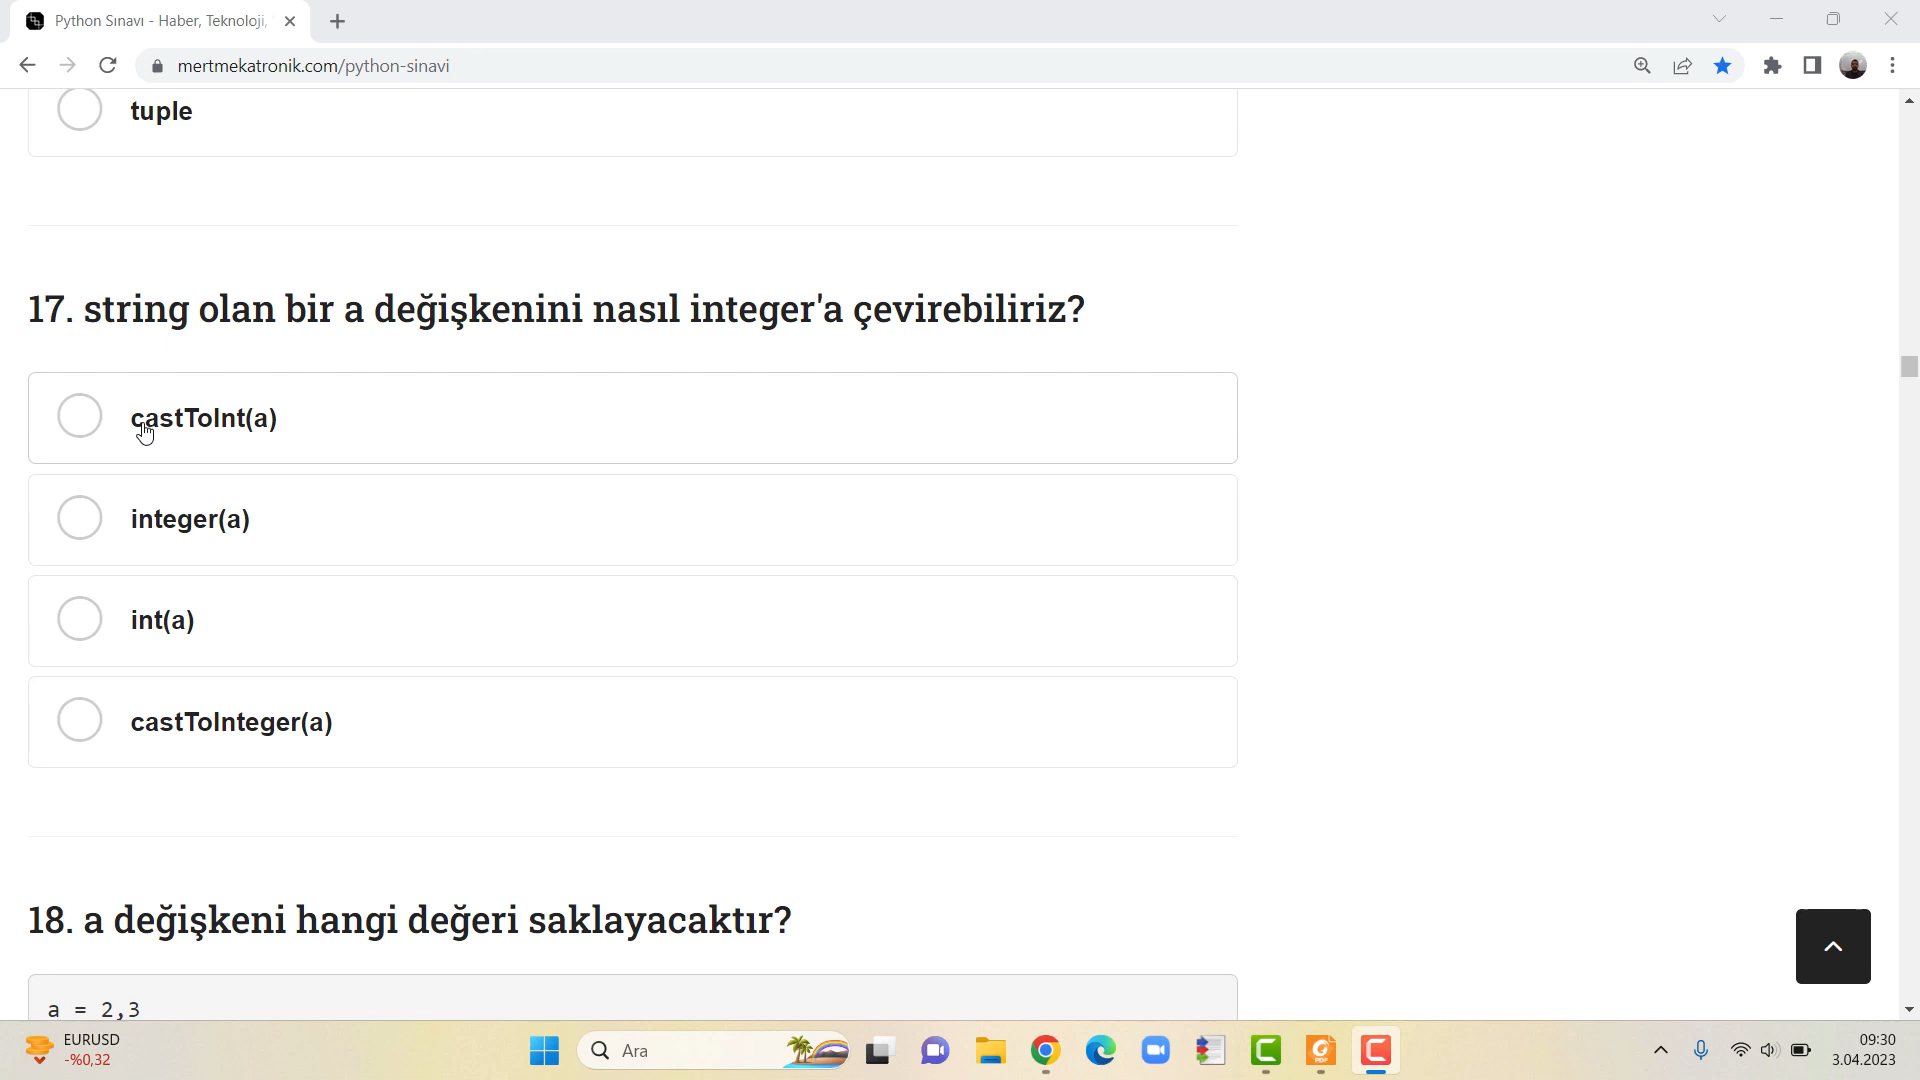 Python Sınavı - Haber, Teknoloji,
mertmekatronik.com/python-sinavi
tuple
17. string olan bir a değişkenini nasıl integer'a çevirebiliriz?
castToInt(a)
integer(a)
int(a)
castToInteger(a)
18. a değişkeni hangi değeri saklayacaktır?
a = 2,3
EURUSD
-%0,32
Ara
09:30
3.04.2023